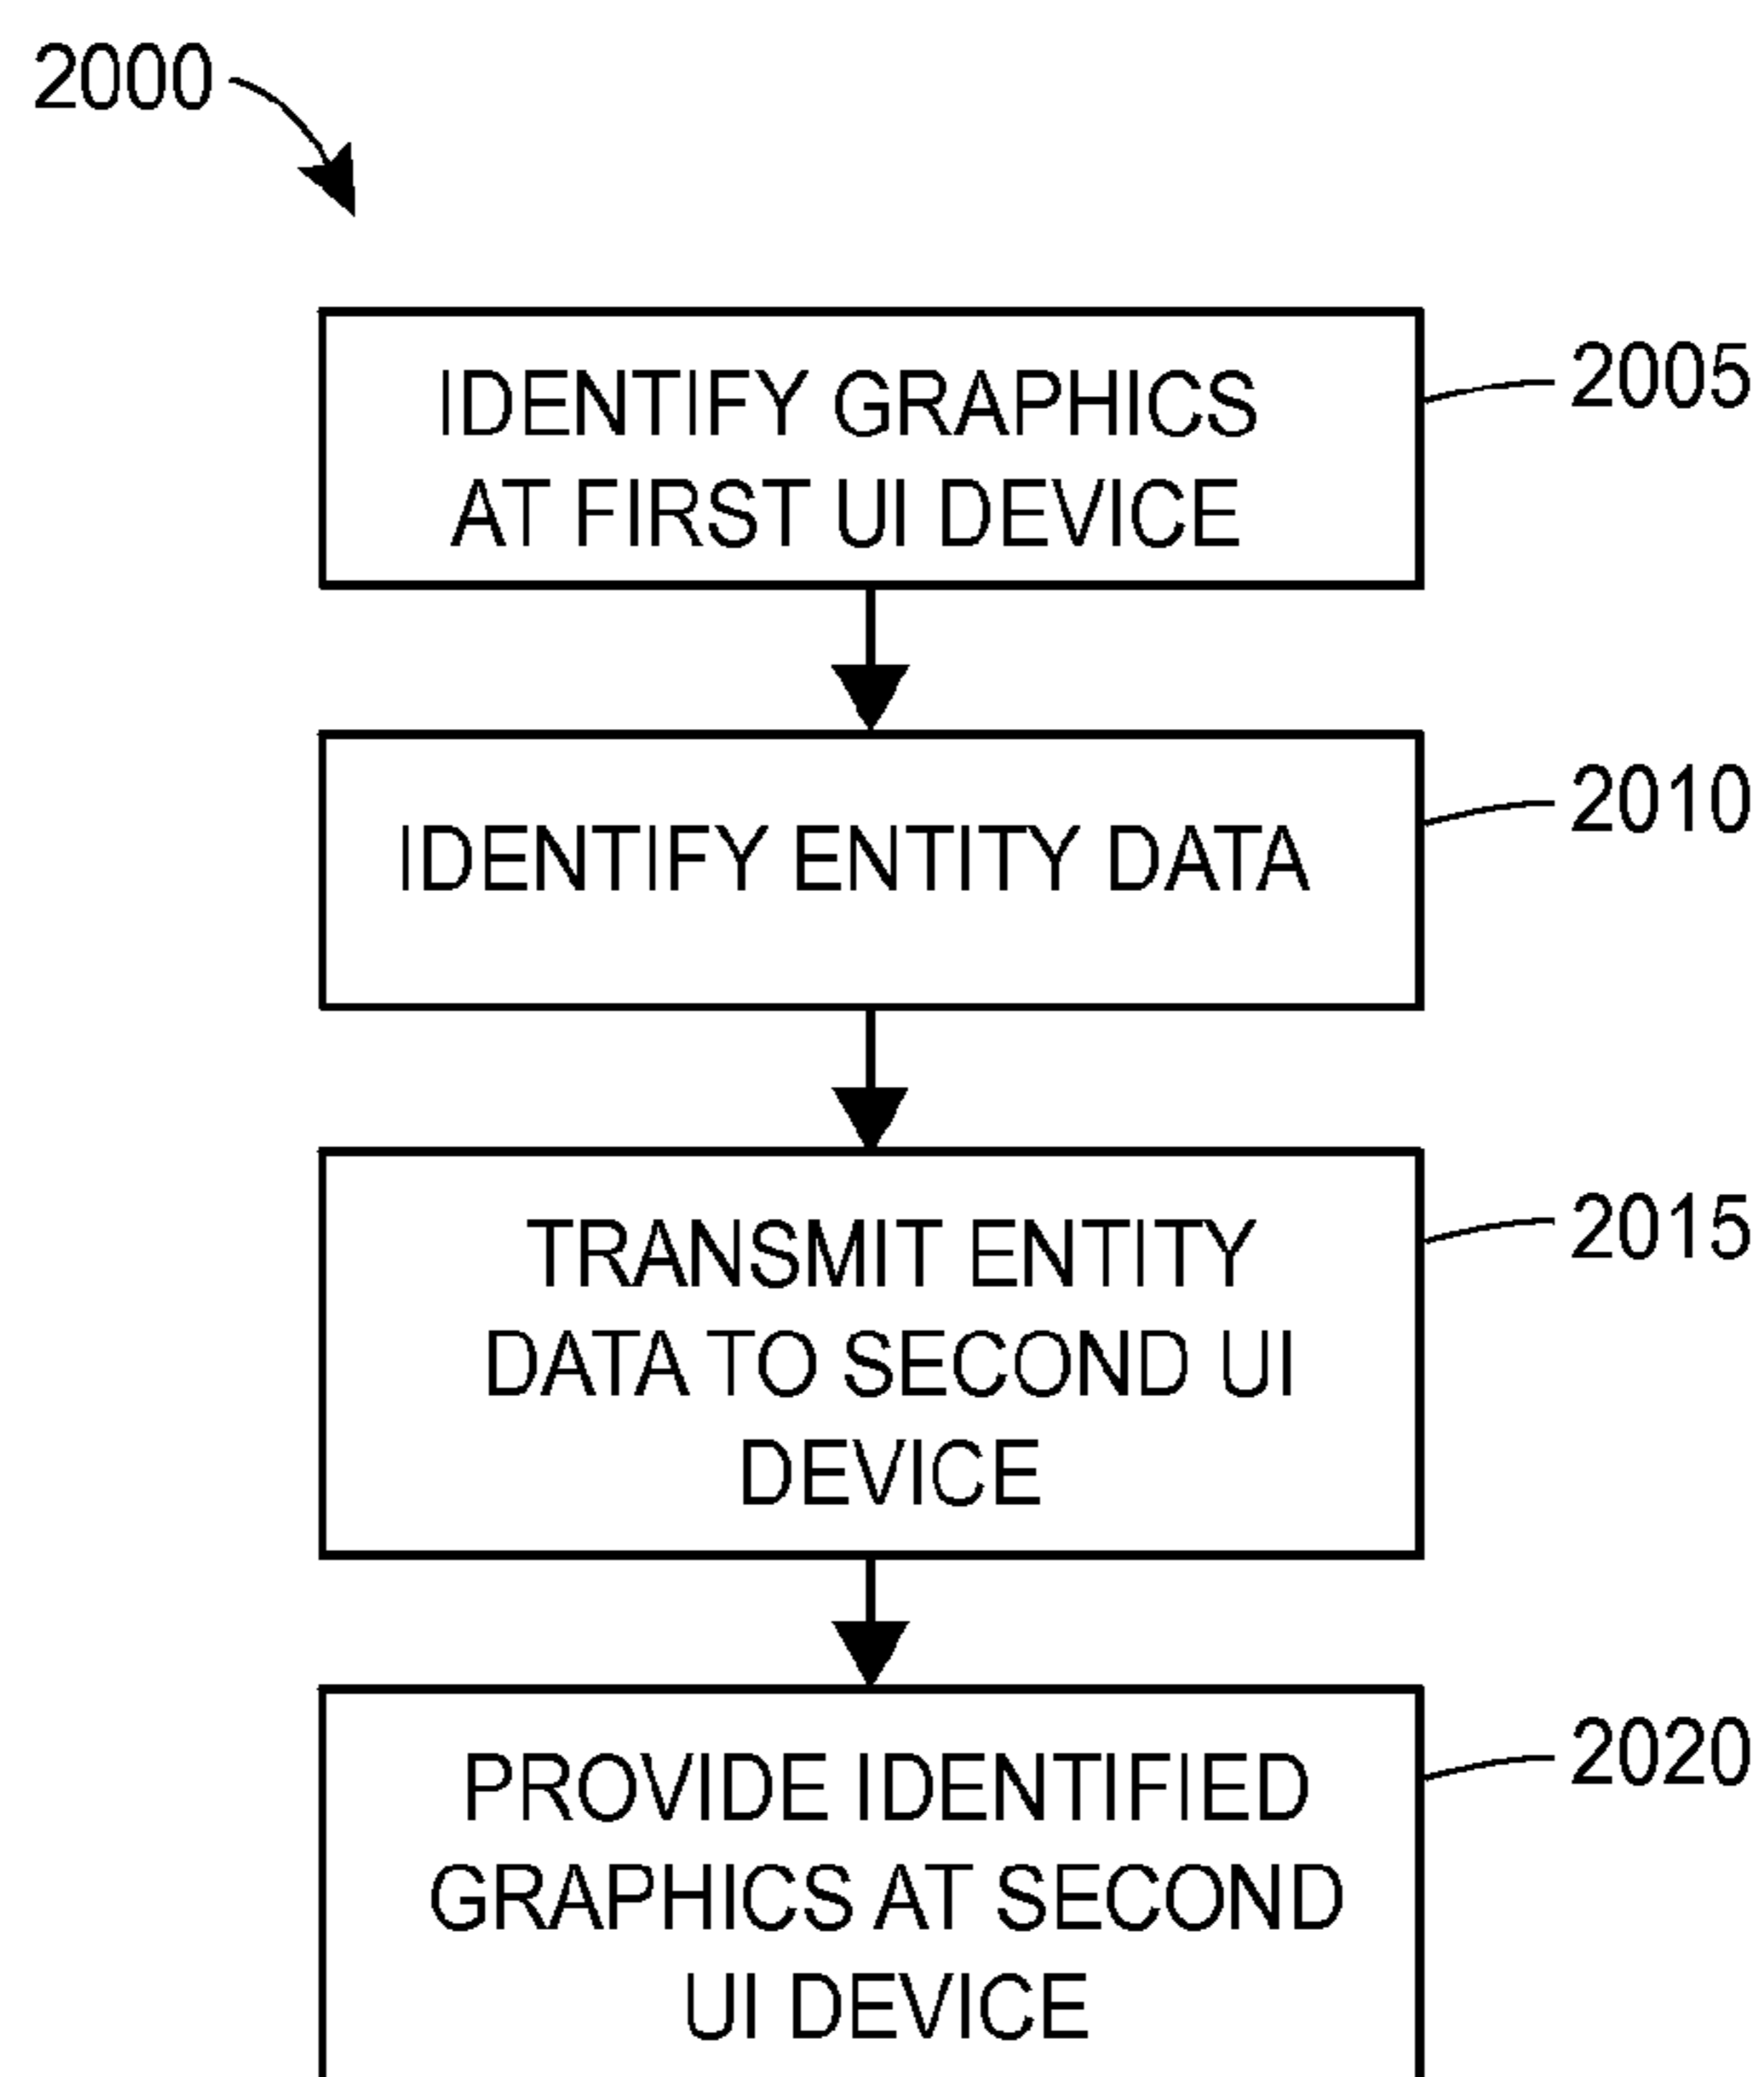 2000
IDENTIFY GRAPHICS
AT FIRST UI DEVICE
2005
IDENTIFY ENTITY DATA
2010
TRANSMIT ENTITY
DATA TO SECOND UI
DEVICE
2015
PROVIDE IDENTIFIED
GRAPHICS AT SECOND
UI DEVICE
2020